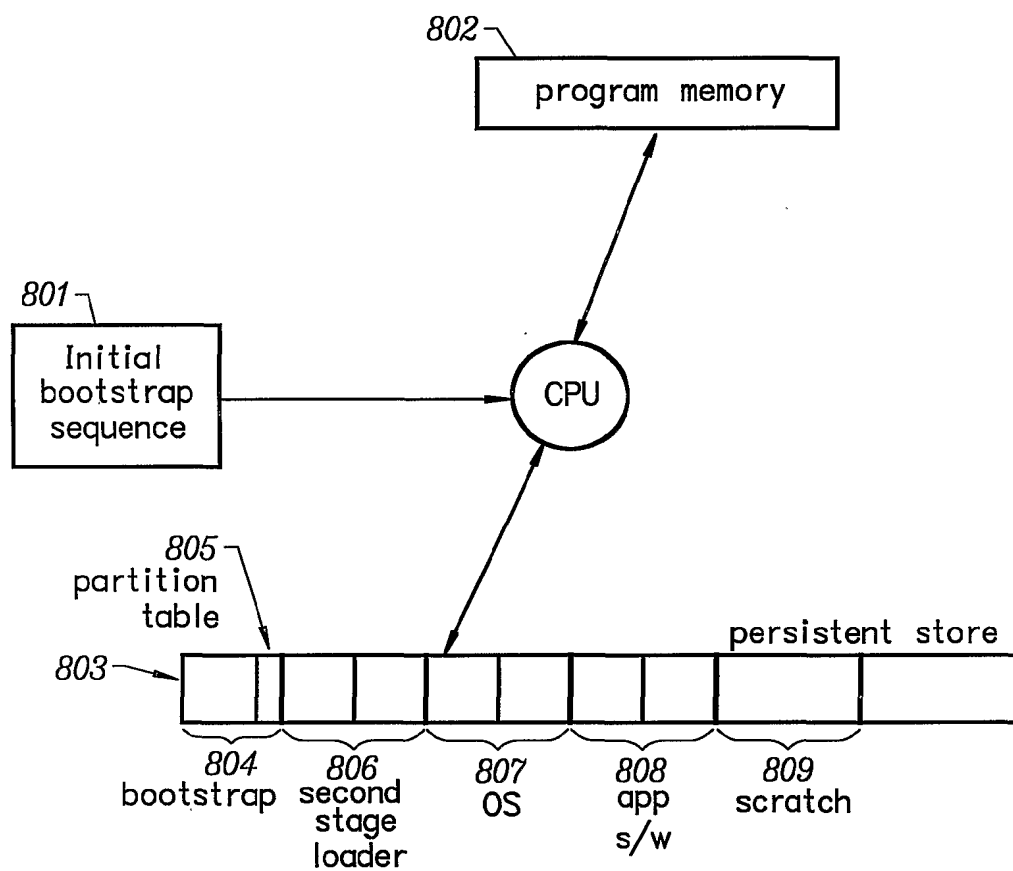 802
program memory
801
Initial
bootstrap
sequence
CPU
805
partition
table
persistent store
803
804
bootstrap
806
second
stage
loader
807
OS
808
app
s/w
809
scratch